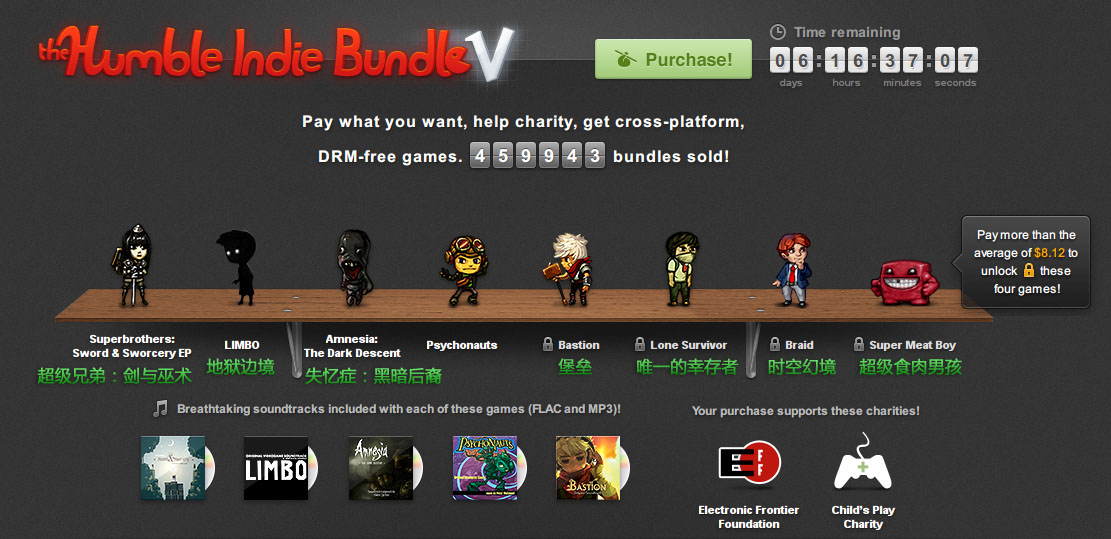 the Humble Indie Bundle V
Purchase!
Time remaining
06:16:37:07
days hours minutes seconds
Pay what you want, help charity, get cross-platform,
DRM-free games. 459943 bundles sold!
Pay more than the
average of $8.12 to
unlock these
four games!
Superbrothers:
Sword & Sworcery EP
超级兄弟：剑与巫术
LIMBO
地狱边境
Amnesia:
The Dark Descent
失忆症：黑暗后裔
Psychonauts
Bastion
堡垒
Lone Survivor
唯一的幸存者
Braid
时空幻境
Super Meat Boy
超级食肉男孩
Breathtaking soundtracks included with each of these games (FLAC and MP3)!
Your purchase supports these charities!
LIMBO
Amnesia
PSYCHONAUTS
BASTION
EFF
Electronic Frontier
Foundation
Child's Play
Charity